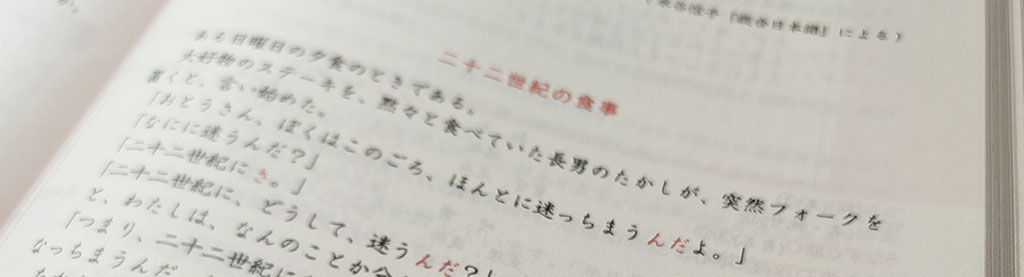 か。
による）
二十二世紀の食事
ある日曜日の夕食のときである。
大好物のステーキを、黙々と食べていた長男のたかしが、突然フォークを
置くと、言い始めた。
「おとうさん、ぼくはこのごろ、ほんとに迷っちまうんだよ。」
「なにに迷うんだ？」
「二十二世紀にさ。」
「二十二世紀に、どうして、迷うんだ？」
と、わたしは、なんのことか
「つまり、二十二世紀に
なっちまうんだ